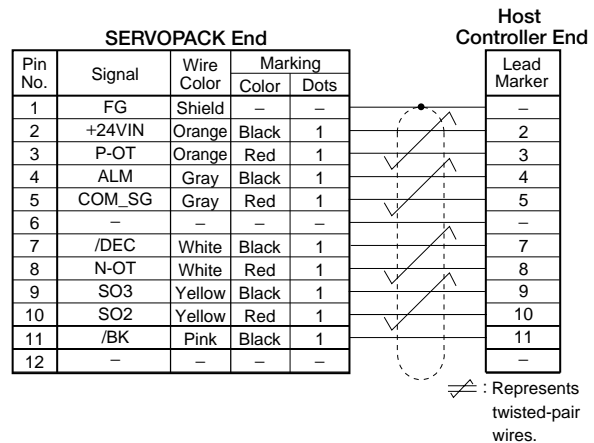 SERVOPACK End
Host
Controller End
Pin No. Signal Wire Color Marking Color Dots Lead Marker
1 FG Shield – – –
2 +24VIN Orange Black 1 2
3 P-OT Orange Red 1 3
4 ALM Gray Black 1 4
5 COM_SG Gray Red 1 5
6 – – – – –
7 /DEC White Black 1 7
8 N-OT White Red 1 8
9 SO3 Yellow Black 1 9
10 SO2 Yellow Red 1 10
11 /BK Pink Black 1 11
12 – – – – –
: Represents
twisted-pair
wires.